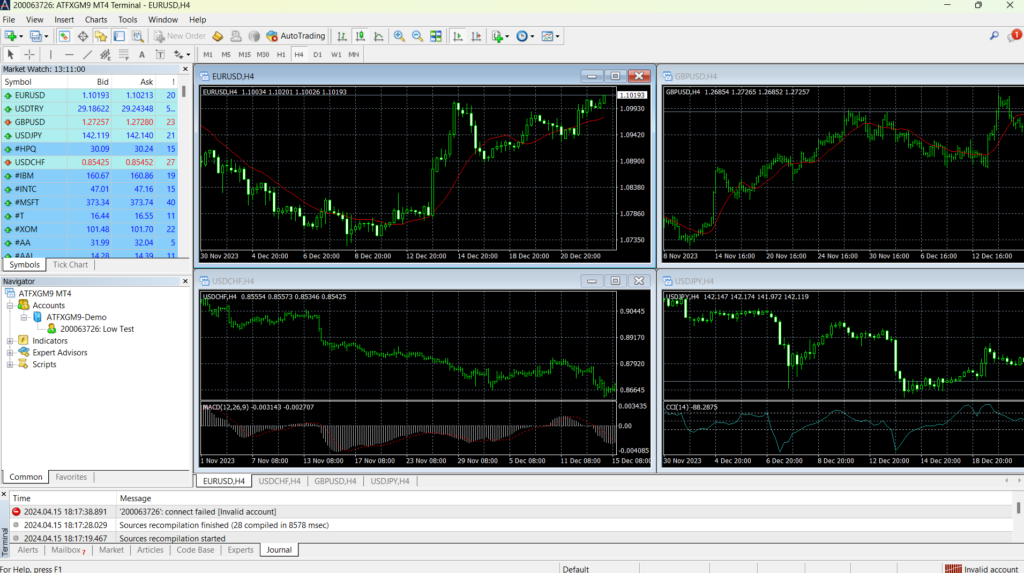 200063726: ATFXGM9 MT4 Terminal - EURUSD,H4
File View Insert Charts Tools Window Help
New Order AutoTrading 1
A T M1 M5 M15 M30 H1 H4 D1 W1 MN
Market Watch: 13:11:00
Symbol Bid Ask !
EURUSD 1.10193 1.10213 20
USDTRY 29.18622 29.24348 5...
GBPUSD 1.27257 1.27280 23
USDJPY 142.119 142.140 21
#HPQ 30.09 30.24 15
USDCHF 0.85425 0.85452 27
#IBM 160.67 160.86 19
#INTC 47.01 47.16 15
#MSFT 373.34 373.74 40
#T 16.44 16.55 11
#XOM 101.48 101.70 22
#AA 31.99 32.04 5
#AAL 14.28 14.39 11
Symbols Tick Chart
Navigator
ATFXGM9 MT4
Accounts
ATFXGM9-Demo
200063726: Low Test
Indicators
Expert Advisors
Scripts
Common Favorites
EURUSD,H4
EURUSD,H4 1.10034 1.10201 1.10026 1.10193
1.10193
1.09930
1.09420
1.08900
1.08380
1.07860
1.07350
30 Nov 2023 4 Dec 20:00 6 Dec 12:00 8 Dec 20:00 12 Dec 12:00 14 Dec 20:00 18 Dec 12:00 20 Dec 20:00
GBPUSD,H4
GBPUSD,H4 1.26854 1.27265 1.26852 1.27257
8 Nov 2023 14 Nov 16:00 20 Nov 16:00 24 Nov 16:00 30 Nov 16:00 6 Dec 16:00 12 Dec 16:00
USDCHF,H4
USDCHF,H4 0.85554 0.85573 0.85346 0.85425
0.90445
0.89170
0.87920
0.86645
MACD(12,26,9) -0.003143 -0.002707
0.003435
0.00
-0.004085
1 Nov 2023 7 Nov 08:00 13 Nov 08:00 17 Nov 08:00 23 Nov 08:00 29 Nov 08:00 5 Dec 08:00 11 Dec 08:00 15 Dec 08:00
USDJPY,H4
USDJPY,H4 142.147 142.174 141.972 142.119
CCI(14) -88.2875
30 Nov 2023 4 Dec 20:00 6 Dec 20:00 8 Dec 20:00 12 Dec 20:00 14 Dec 20:00 18 Dec 20:00
EURUSD,H4 USDCHF,H4 GBPUSD,H4 USDJPY,H4
Time Message
2024.04.15 18:17:38.891 '200063726': connect failed [Invalid account]
2024.04.15 18:17:28.029 Sources recompilation finished (28 compiled in 8578 msec)
2024.04.15 18:17:19.467 Sources recompilation started
Terminal
Alerts Mailbox 7 Market Articles Code Base Experts Journal
For Help, press F1 Default Invalid account